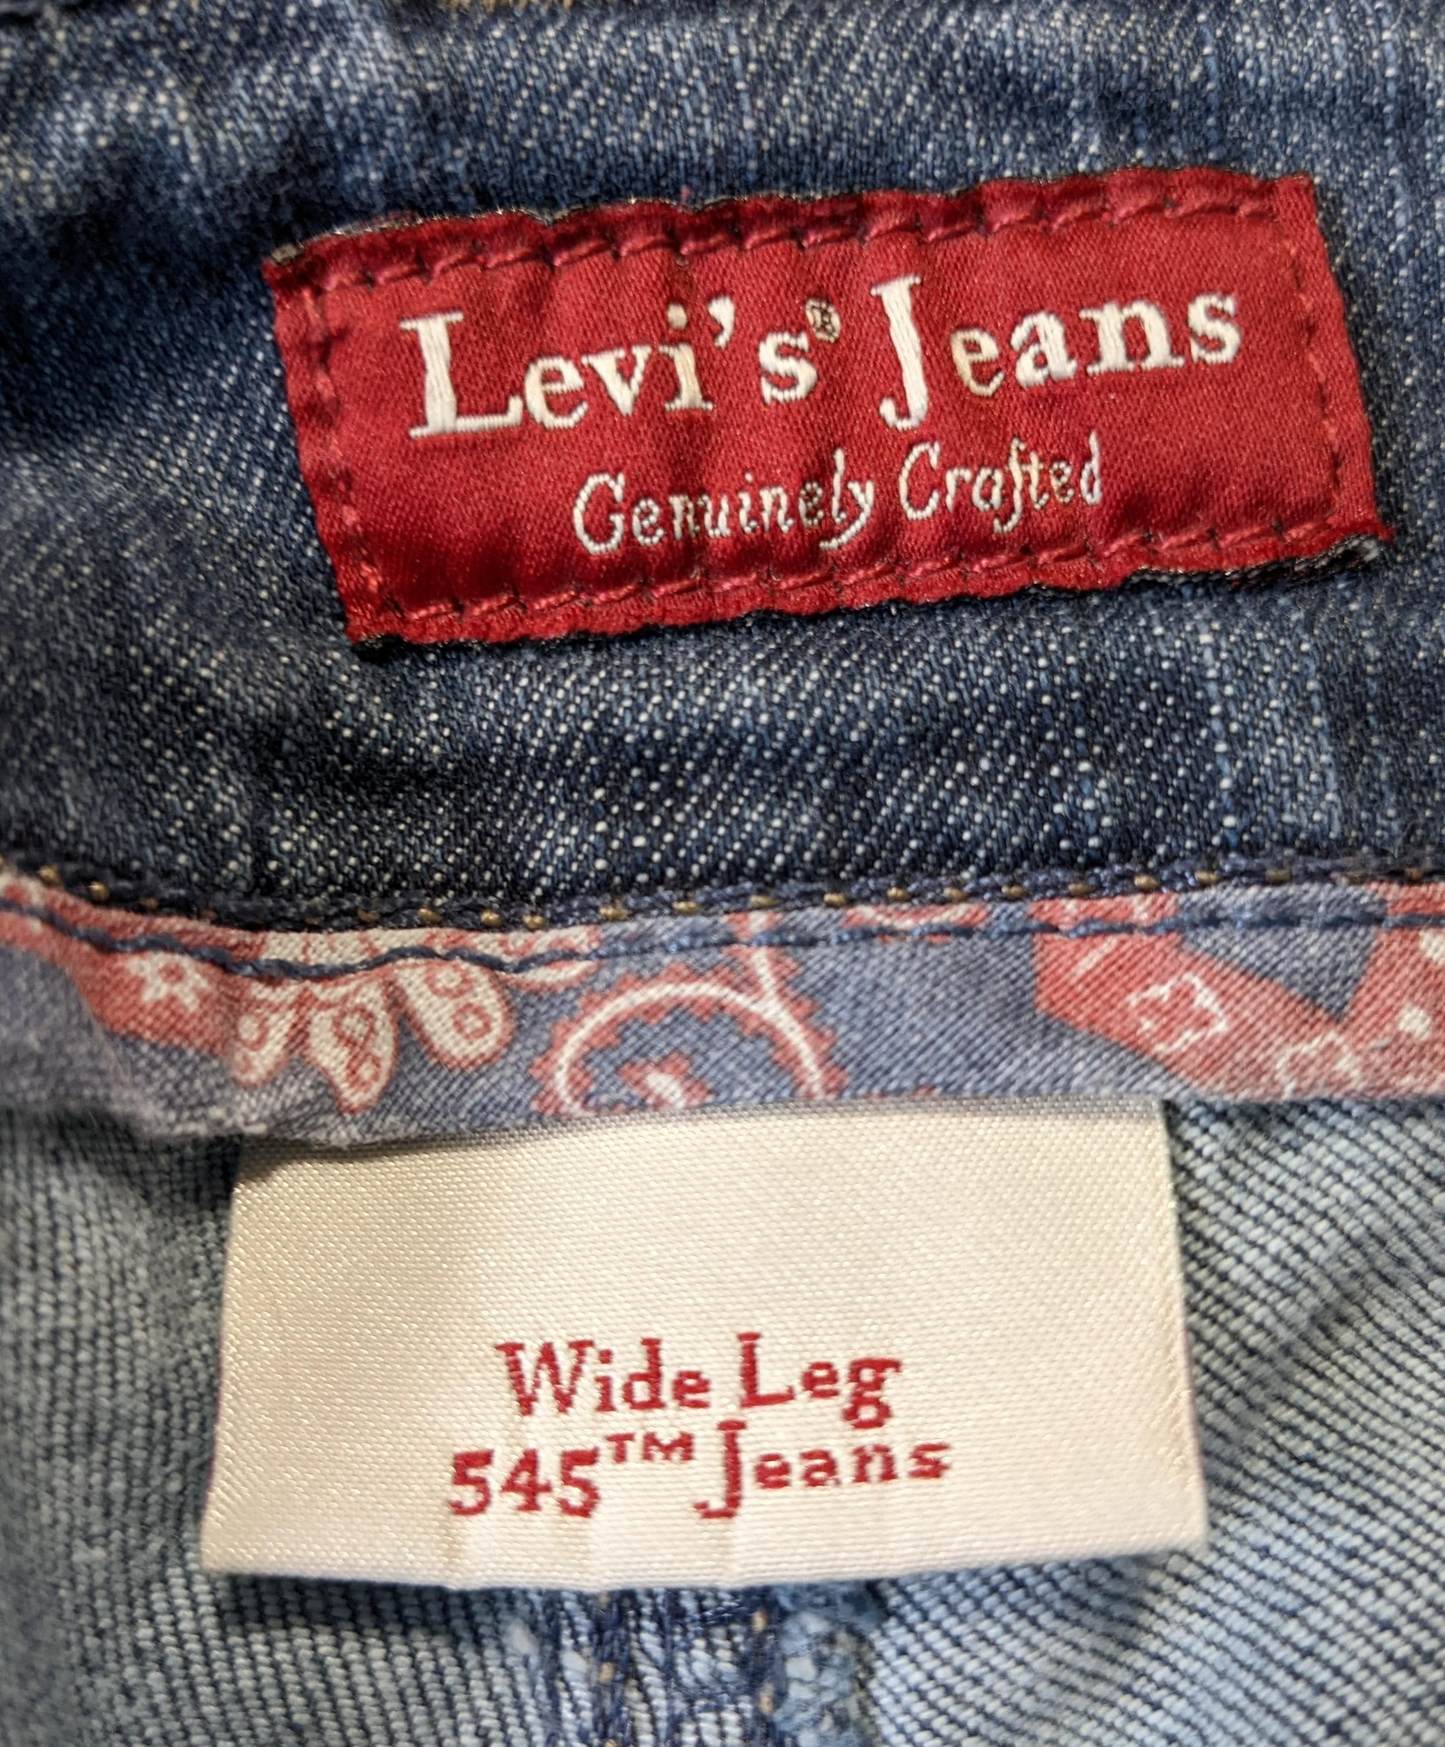 Levi's® Jeans
Genuinely Crafted
Wide Leg
545™ Jeans